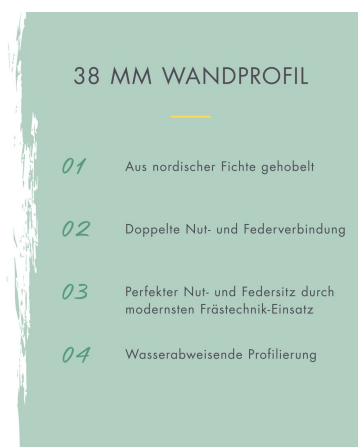 38 MM WANDPROFIL
01 Aus nordischer Fichte gehobelt
02 Doppelte Nut- und Federverbindung
03 Perfekter Nut- und Federsitz durch
modernsten Frästechnik-Einsatz
04 Wasserabweisende Profilierung